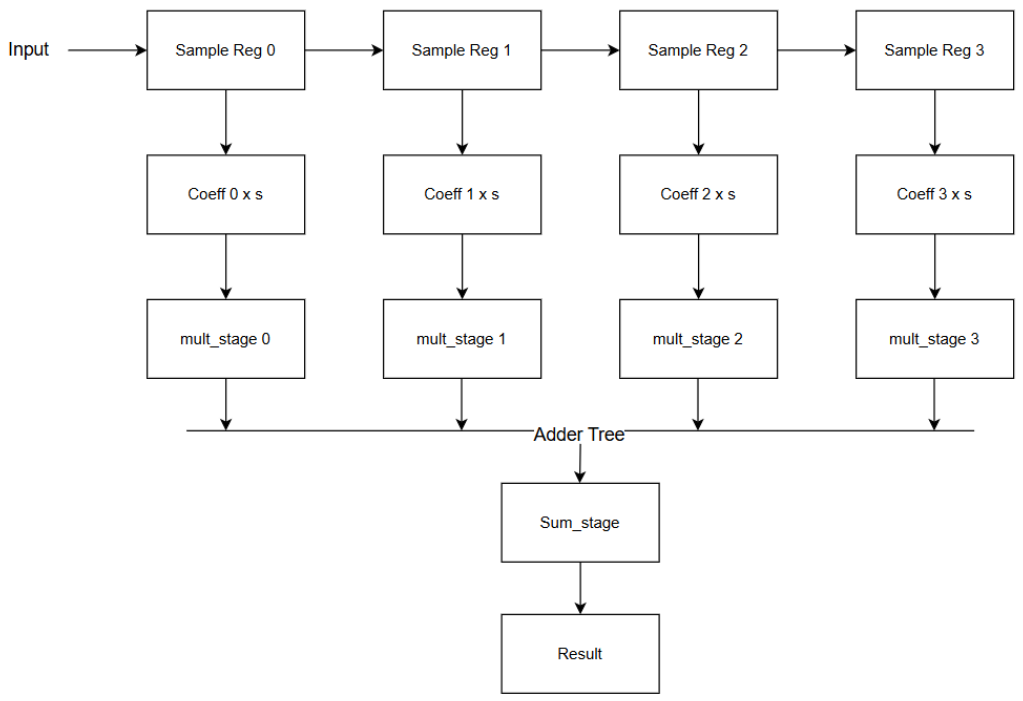 Input
Sample Reg 0
Sample Reg 1
Sample Reg 2
Sample Reg 3
Coeff 0 x s
Coeff 1 x s
Coeff 2 x s
Coeff 3 x s
mult_stage 0
mult_stage 1
mult_stage 2
mult_stage 3
Adder Tree
Sum_stage
Result